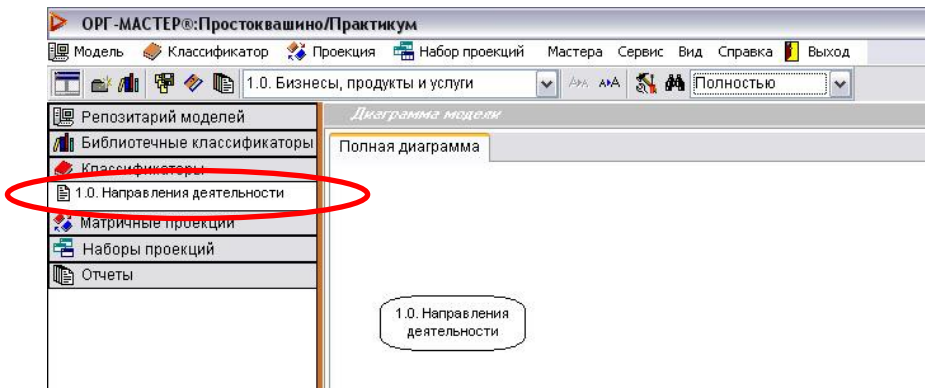 ОРГ-МАСТЕР®:Простоквашино/Практикум
Модель Классификатор Проекция Набор проекций Мастера Сервис Вид Справка Выход
1.0. Бизнесы, продукты и услуги Полностью
Репозитарий моделей
Диаграмма модели
Библиотечные классификаторы
Полная диаграмма
Классификаторы
1.0. Направления деятельности
Матричные проекции
Наборы проекций
Отчеты
1.0. Направления
деятельности